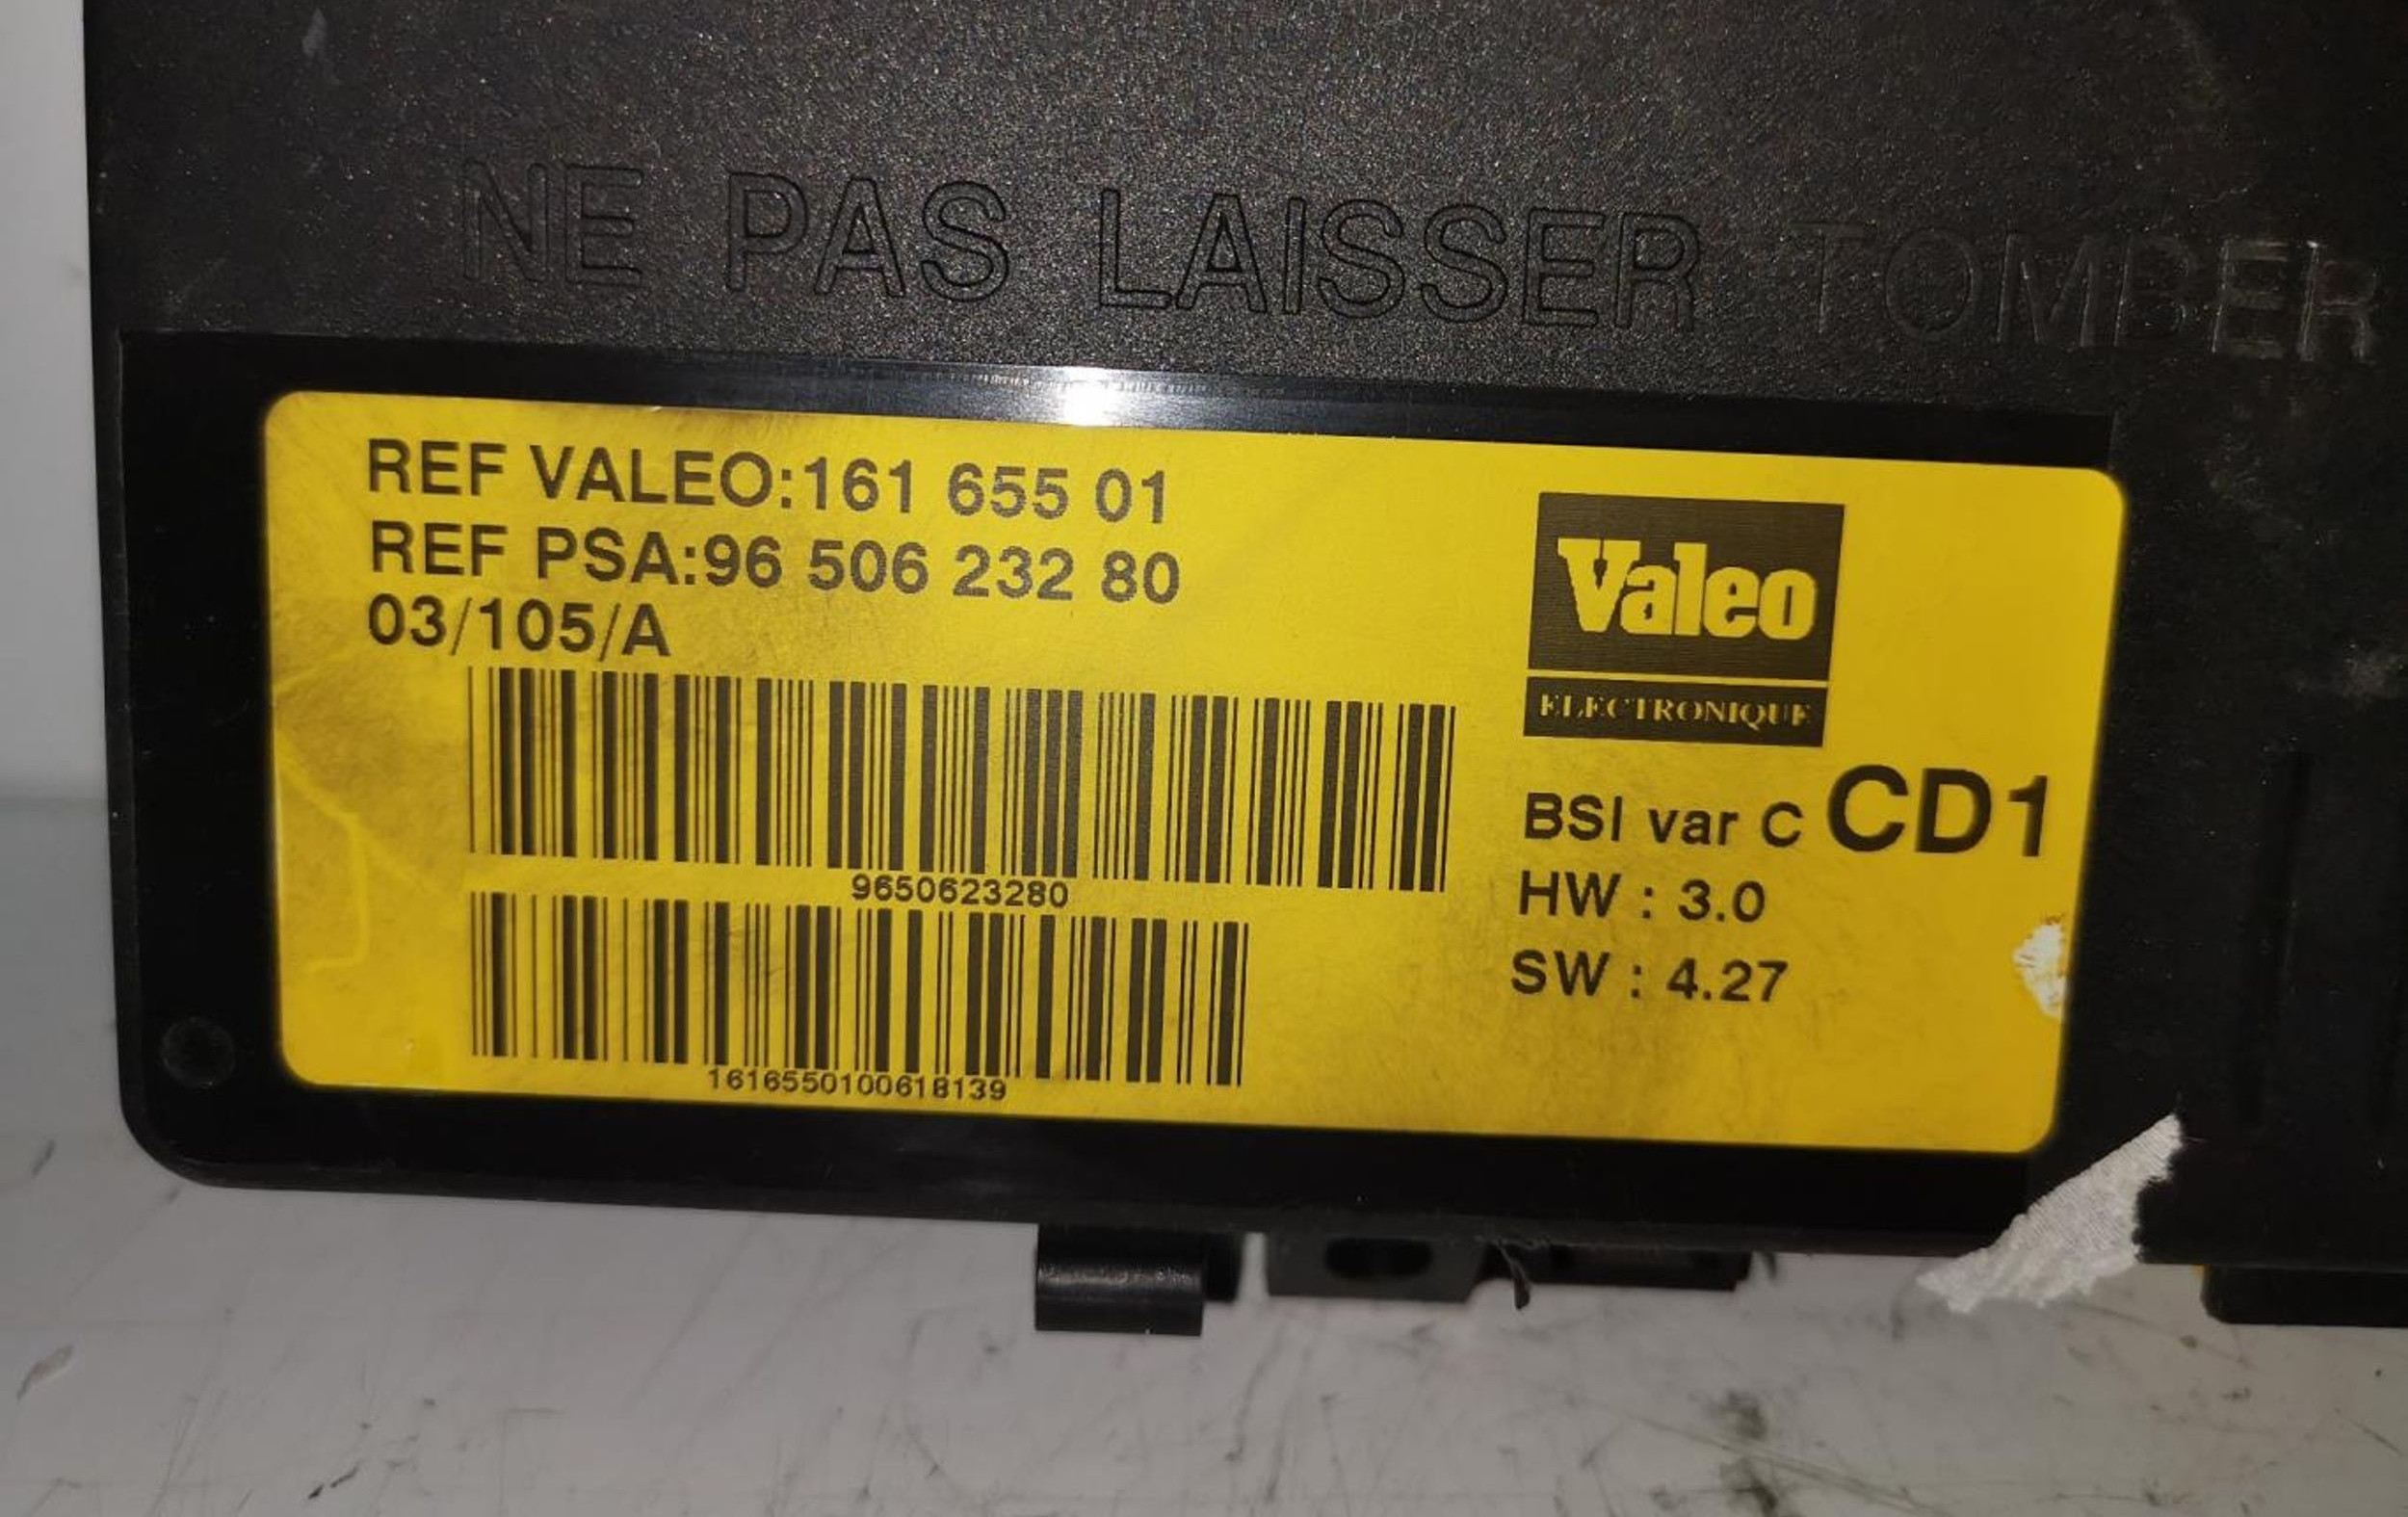 NE PAS LAISSER TOMBER
REF VALEO:161 655 01
REF PSA:96 506 232 80
03/105/A
9650623280
1616550100618139
Valeo
ELECTRONIQUE
BSI var C CD1
HW : 3.0
SW : 4.27